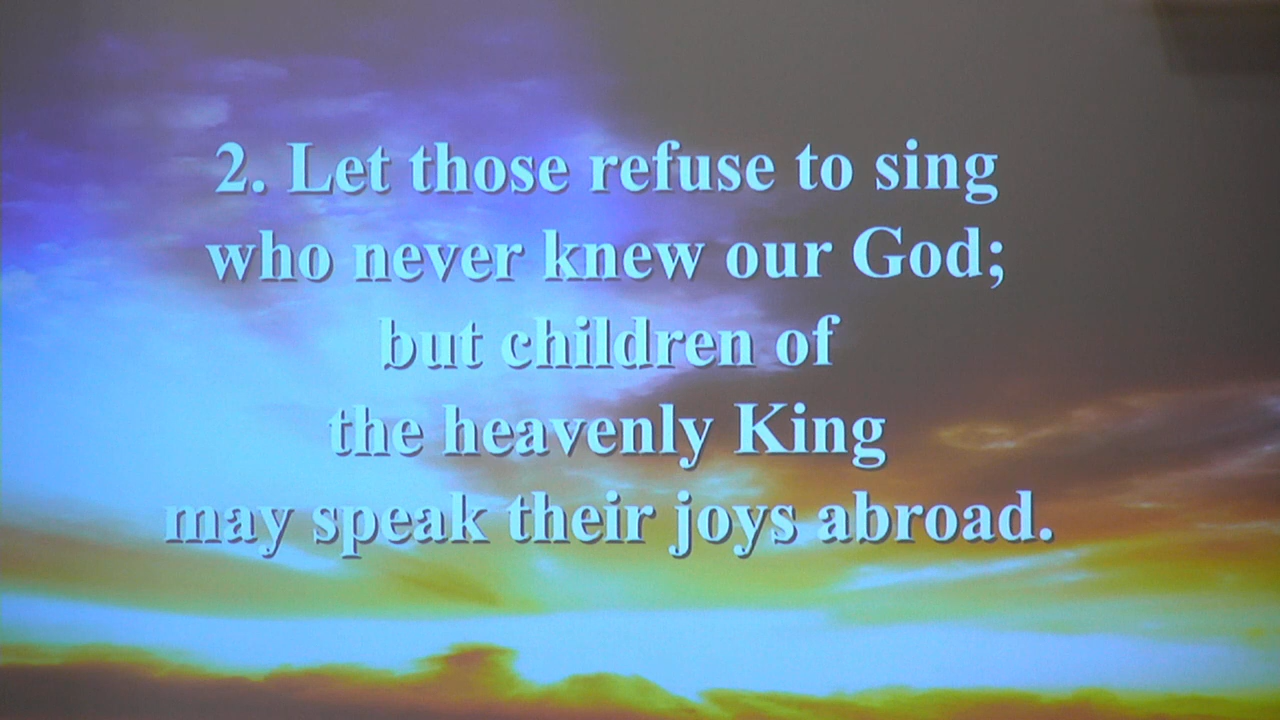 2. Let those refuse to sing
who never knew our God;
but children of
the heavenly King
may speak their joys abroad.